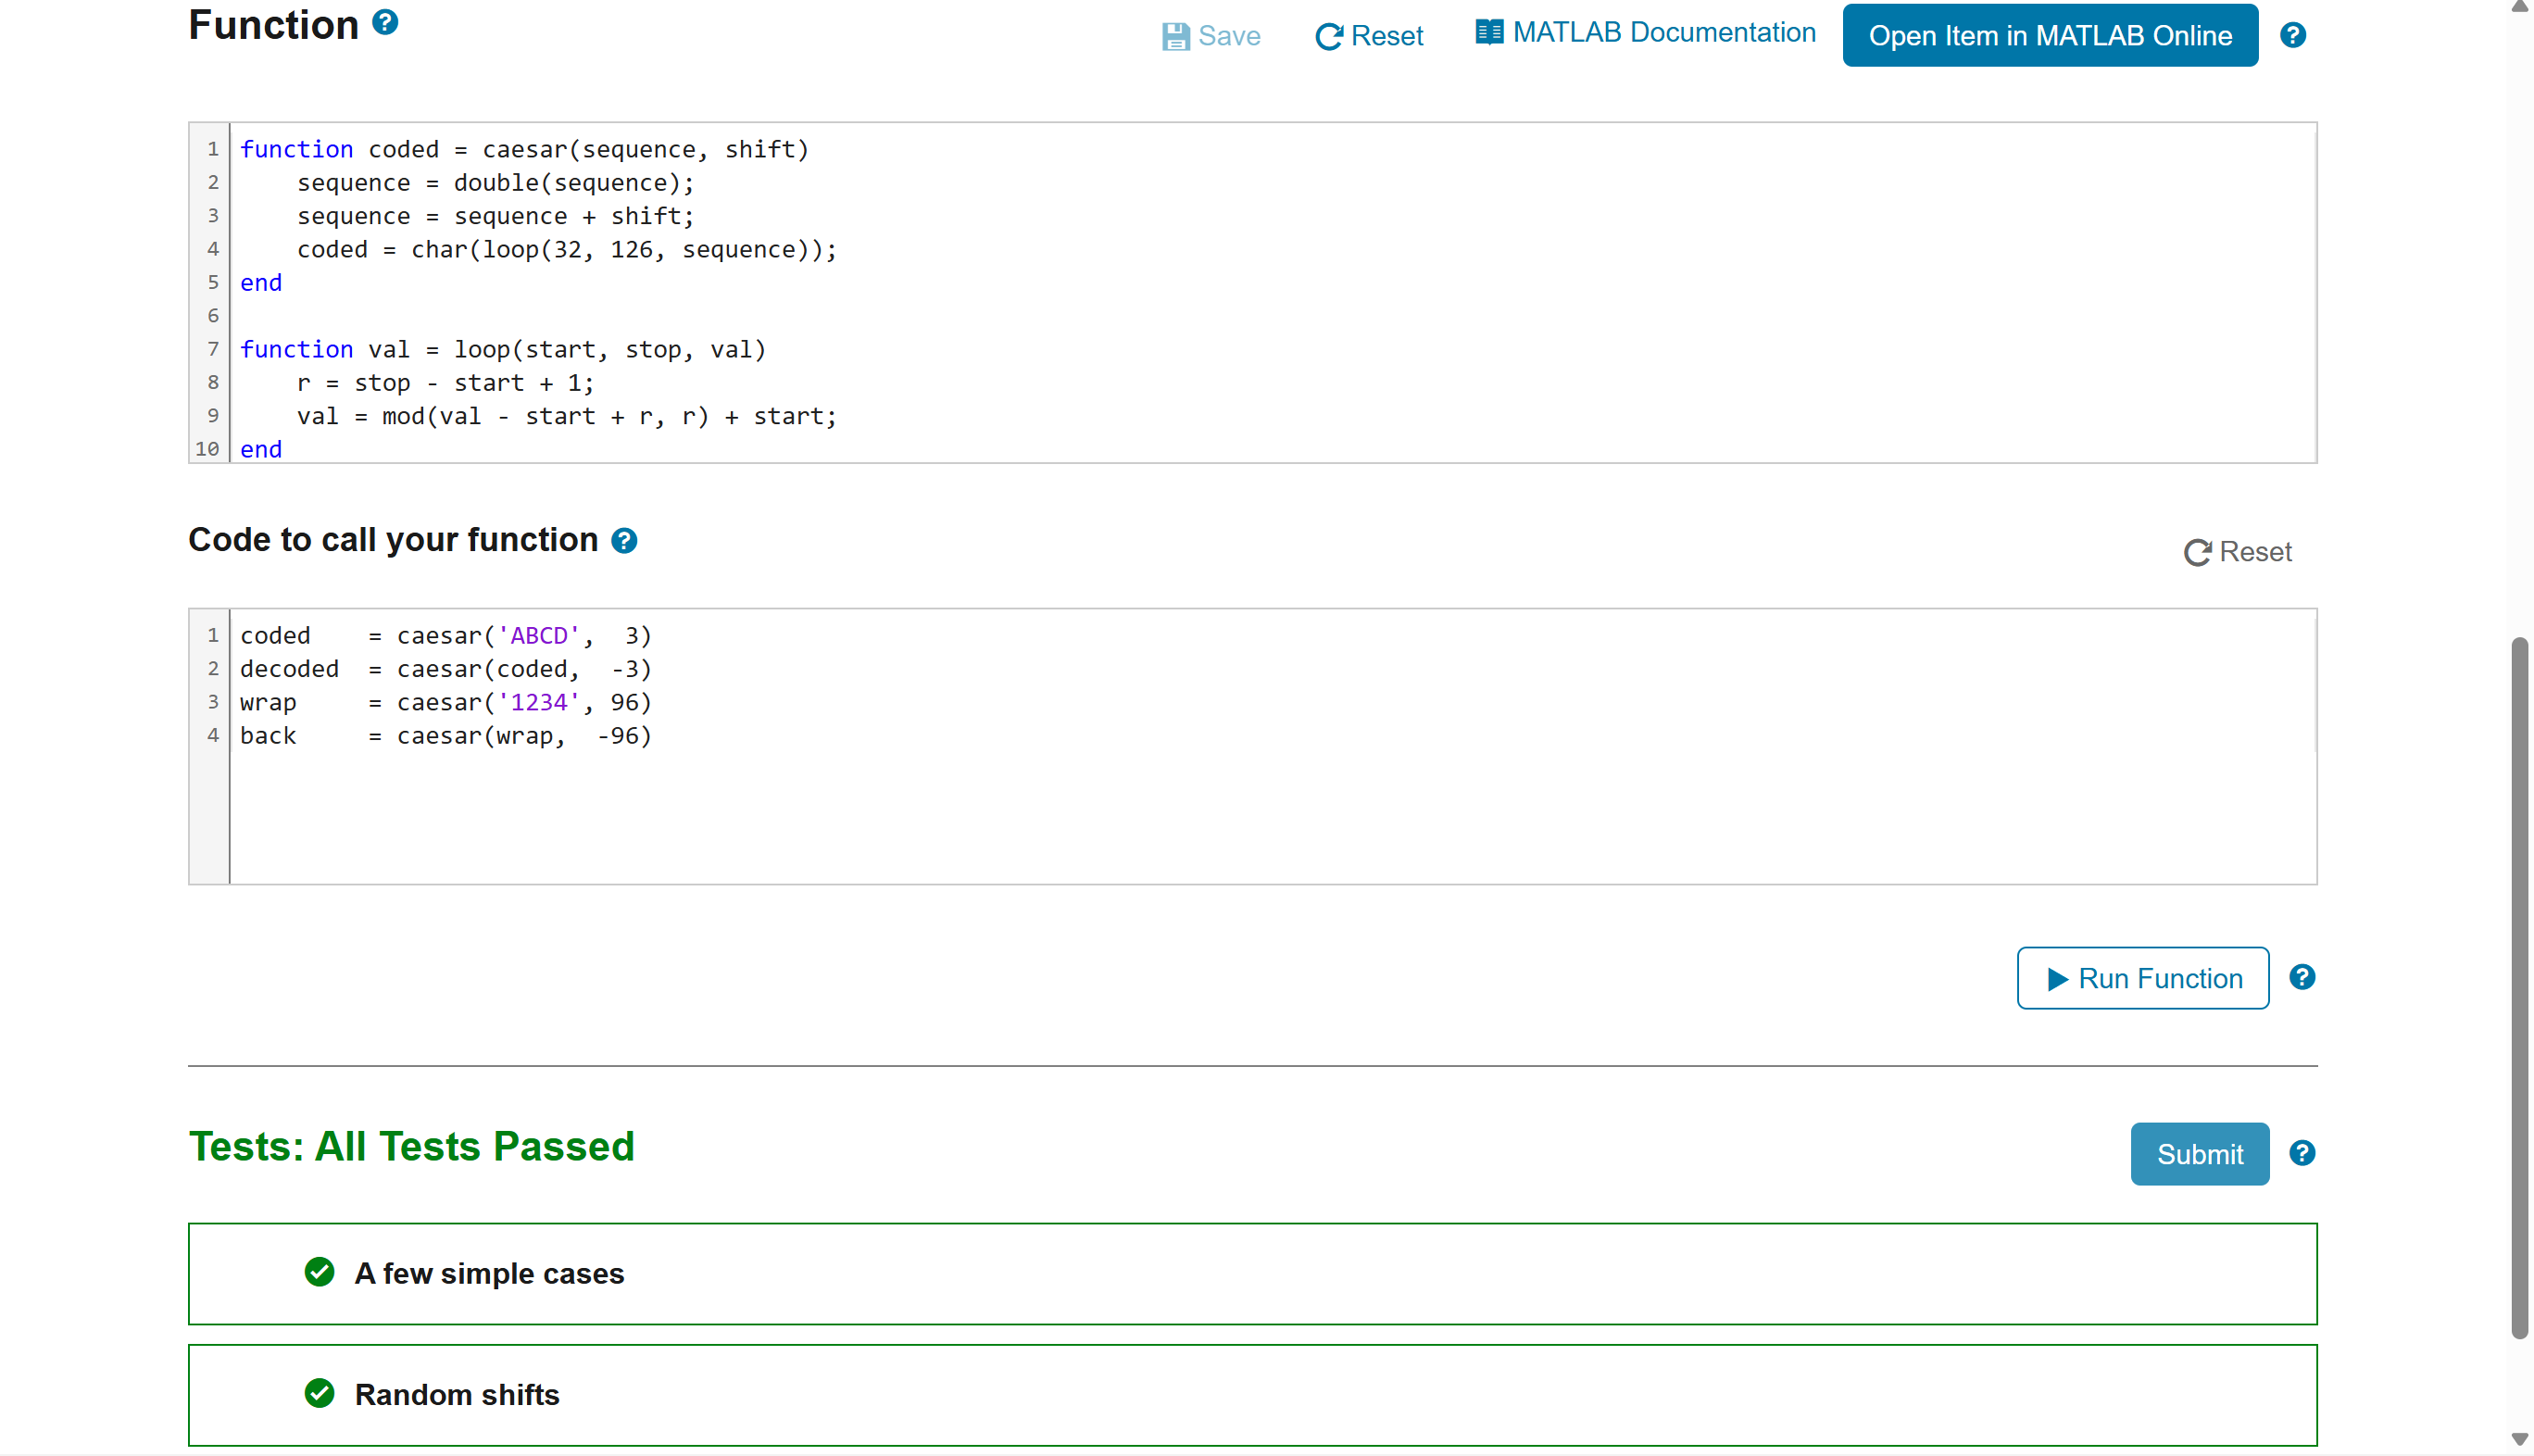 Function ?
Save Reset MATLAB Documentation Open Item in MATLAB Online ?
1 function coded = caesar(sequence, shift)
2     sequence = double(sequence);
3     sequence = sequence + shift;
4     coded = char(loop(32, 126, sequence));
5 end
6
7 function val = loop(start, stop, val)
8     r = stop - start + 1;
9     val = mod(val - start + r, r) + start;
10 end
Code to call your function ?
Reset
1 coded    = caesar('ABCD',  3)
2 decoded  = caesar(coded,  -3)
3 wrap     = caesar('1234', 96)
4 back     = caesar(wrap,  -96)
Run Function ?
Tests: All Tests Passed
Submit ?
A few simple cases
Random shifts